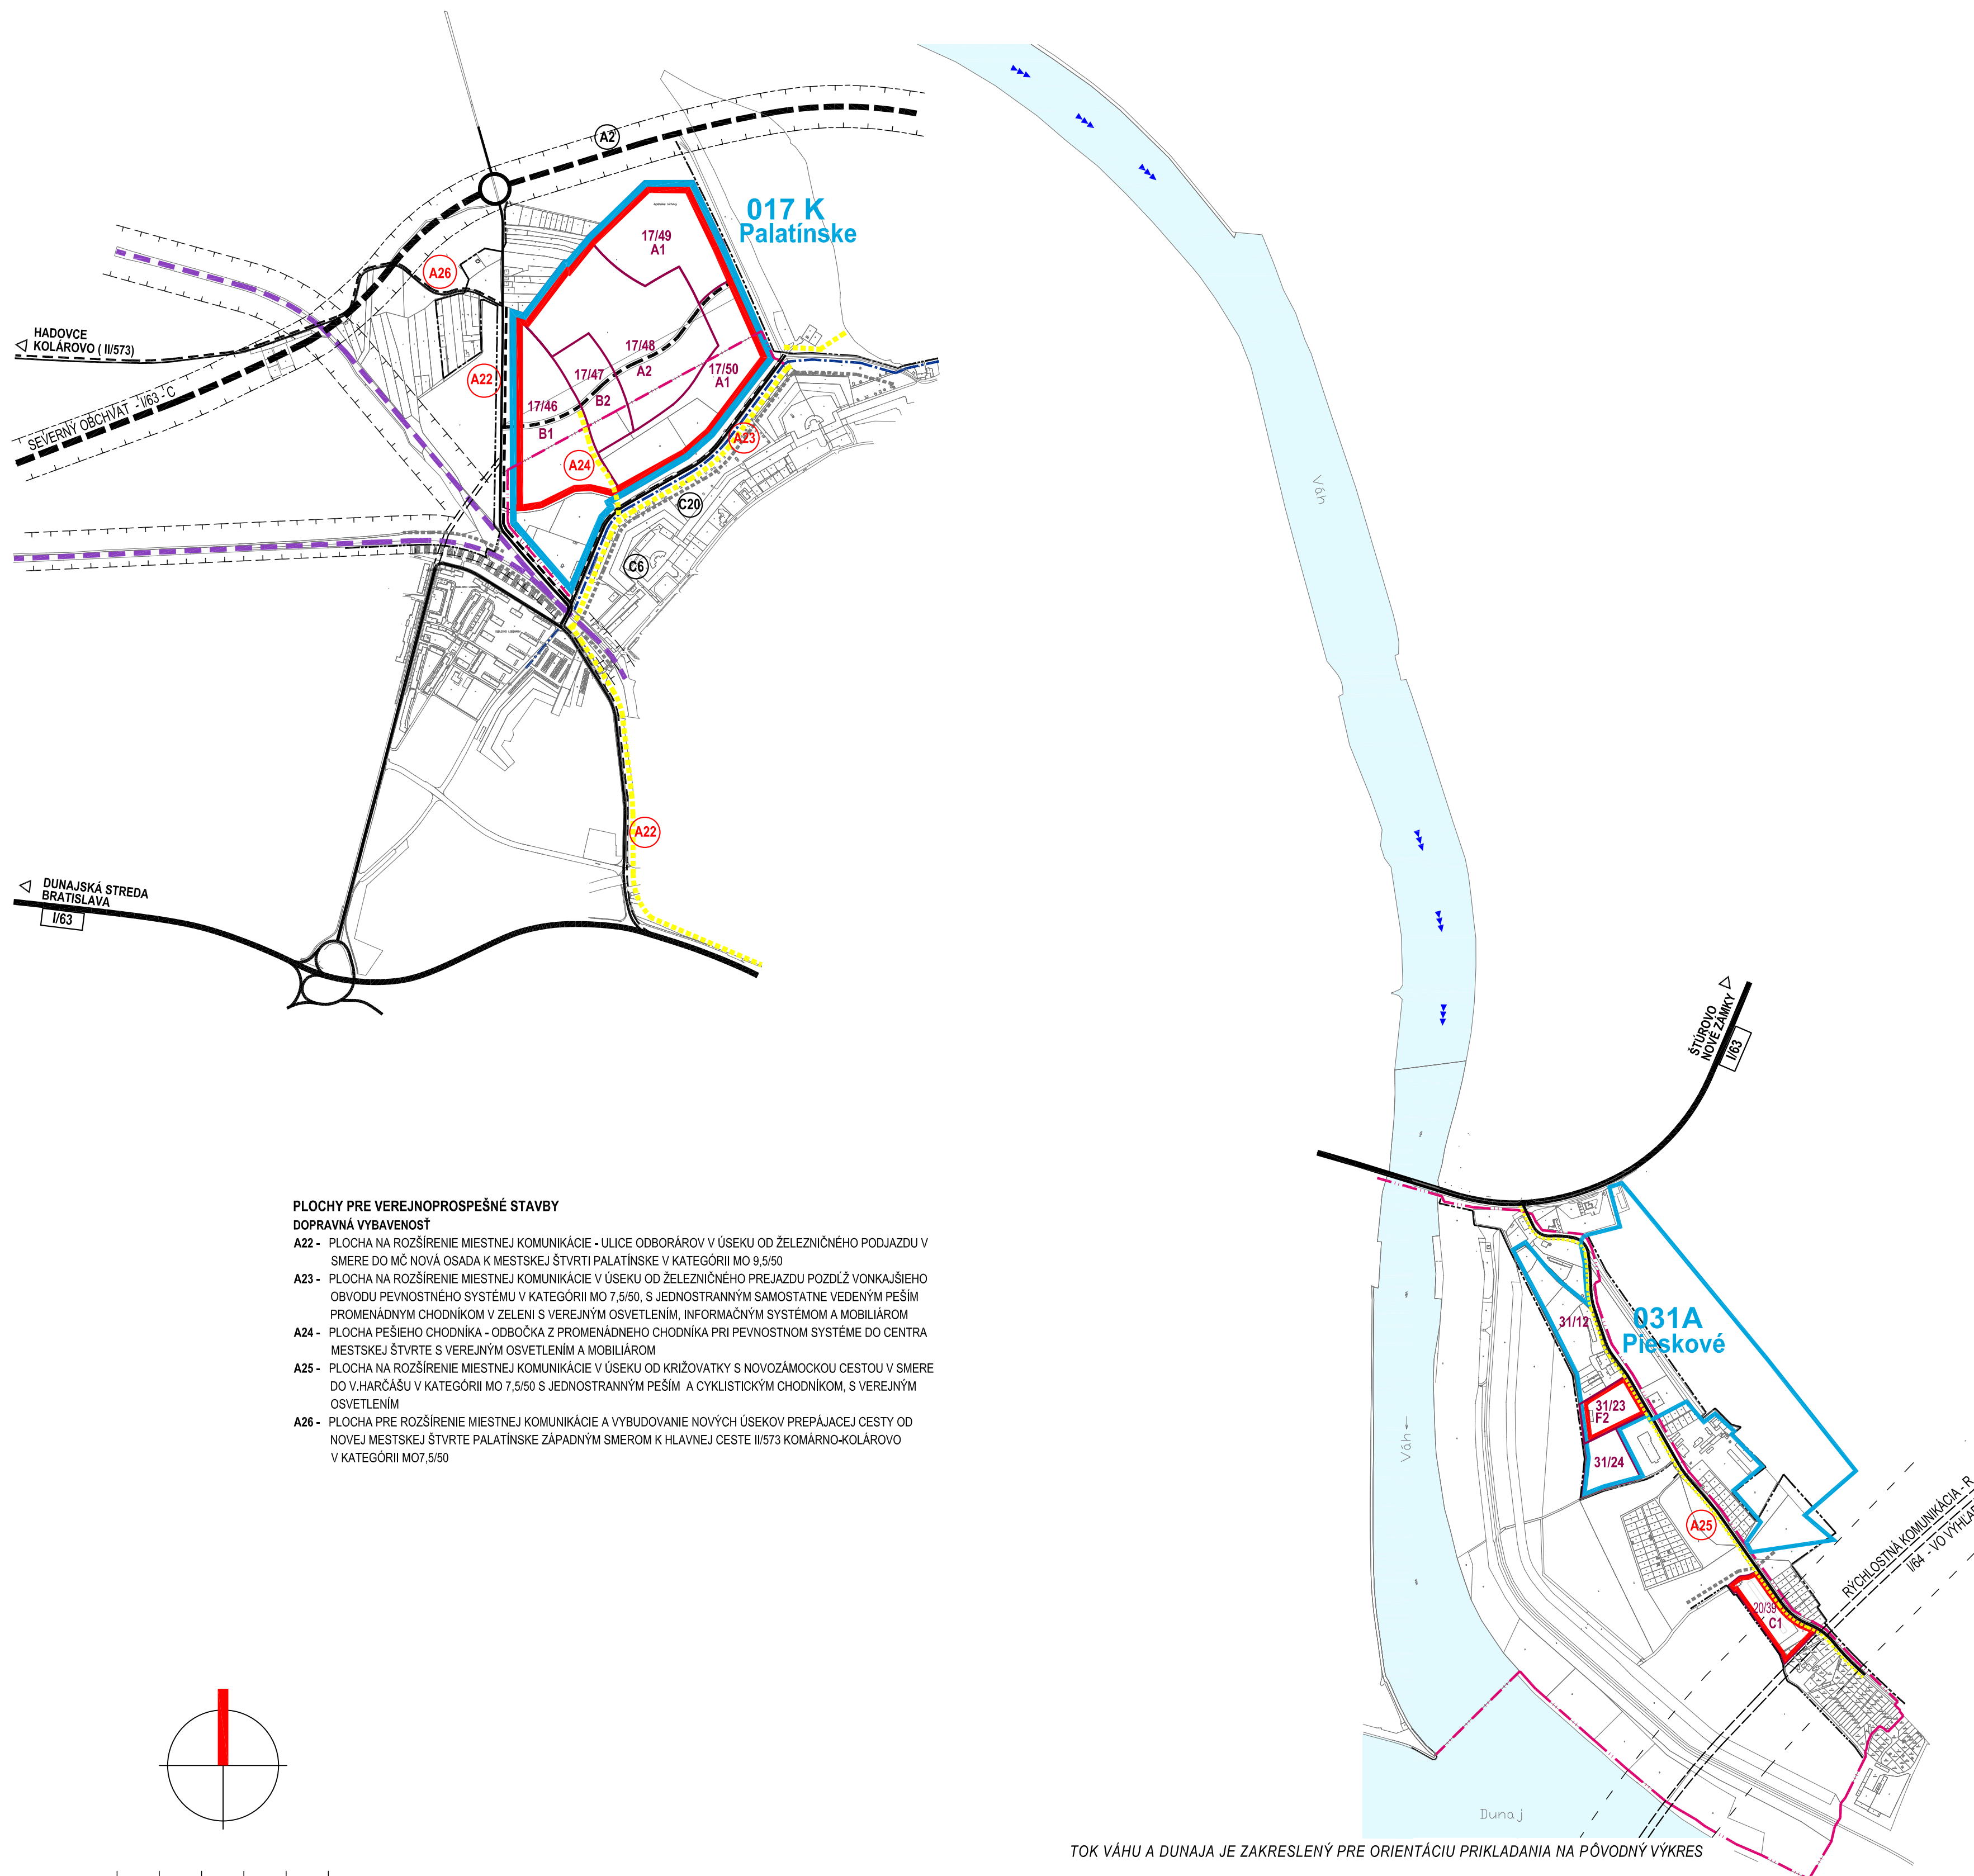 A2
017 K
Palatínske
17/49
A1
A26
HADOVCE
KOLÁROVO ( II/573)
17/48
A2
17/50
A1
A22
17/47
B2
17/46
B1
SEVERNÝ OBCHVAT - I/63 - C
A23
A24
C20
C6
Váh
A22
DUNAJSKÁ STREDA
BRATISLAVA
I/63
ŠTÚROVO
NOVÉ ZÁMKY
I/63
PLOCHY PRE VEREJNOPROSPEŠNÉ STAVBY
DOPRAVNÁ VYBAVENOSŤ
A22 - PLOCHA NA ROZŠÍRENIE MIESTNEJ KOMUNIKÁCIE - ULICE ODBORÁROV V ÚSEKU OD ŽELEZNIČNÉHO PODJAZDU V
SMERE DO MČ NOVÁ OSADA K MESTSKEJ ŠTVRTI PALATÍNSKE V KATEGÓRII MO 9,5/50
A23 - PLOCHA NA ROZŠÍRENIE MIESTNEJ KOMUNIKÁCIE V ÚSEKU OD ŽELEZNIČNÉHO PREJAZDU POZDĹŽ VONKAJŠIEHO
OBVODU PEVNOSTNÉHO SYSTÉMU V KATEGÓRII MO 7,5/50, S JEDNOSTRANNÝM SAMOSTATNE VEDENÝM PEŠÍM
PROMENÁDNYM CHODNÍKOM V ZELENI S VEREJNÝM OSVETLENÍM, INFORMAČNÝM SYSTÉMOM A MOBILIÁROM
A24 - PLOCHA PEŠIEHO CHODNÍKA - ODBOČKA Z PROMENÁDNEHO CHODNÍKA PRI PEVNOSTNOM SYSTÉME DO CENTRA
MESTSKEJ ŠTVRTE S VEREJNÝM OSVETLENÍM A MOBILIÁROM
A25 - PLOCHA NA ROZŠÍRENIE MIESTNEJ KOMUNIKÁCIE V ÚSEKU OD KRIŽOVATKY S NOVOZÁMOCKOU CESTOU V SMERE
DO V.HARČÁŠU V KATEGÓRII MO 7,5/50 S JEDNOSTRANNÝM PEŠÍM A CYKLISTICKÝM CHODNÍKOM, S VEREJNÝM
OSVETLENÍM
A26 - PLOCHA PRE ROZŠÍRENIE MIESTNEJ KOMUNIKÁCIE A VYBUDOVANIE NOVÝCH ÚSEKOV PREPÁJACEJ CESTY OD
NOVEJ MESTSKEJ ŠTVRTE PALATÍNSKE ZÁPADNÝM SMEROM K HLAVNEJ CESTE II/573 KOMÁRNO-KOLÁROVO
V KATEGÓRII MO7,5/50
031A
Pieskové
31/12
31/23
F2
31/24
Váh
A25
RÝCHLOSTNÁ KOMUNIKÁCIA - R
I/64 - VO
20/39
C1
Dunaj
TOK VÁHU A DUNAJA JE ZAKRESLENÝ PRE ORIENTÁCIU PRIKLADANIA NA PÔVODNÝ VÝKRES